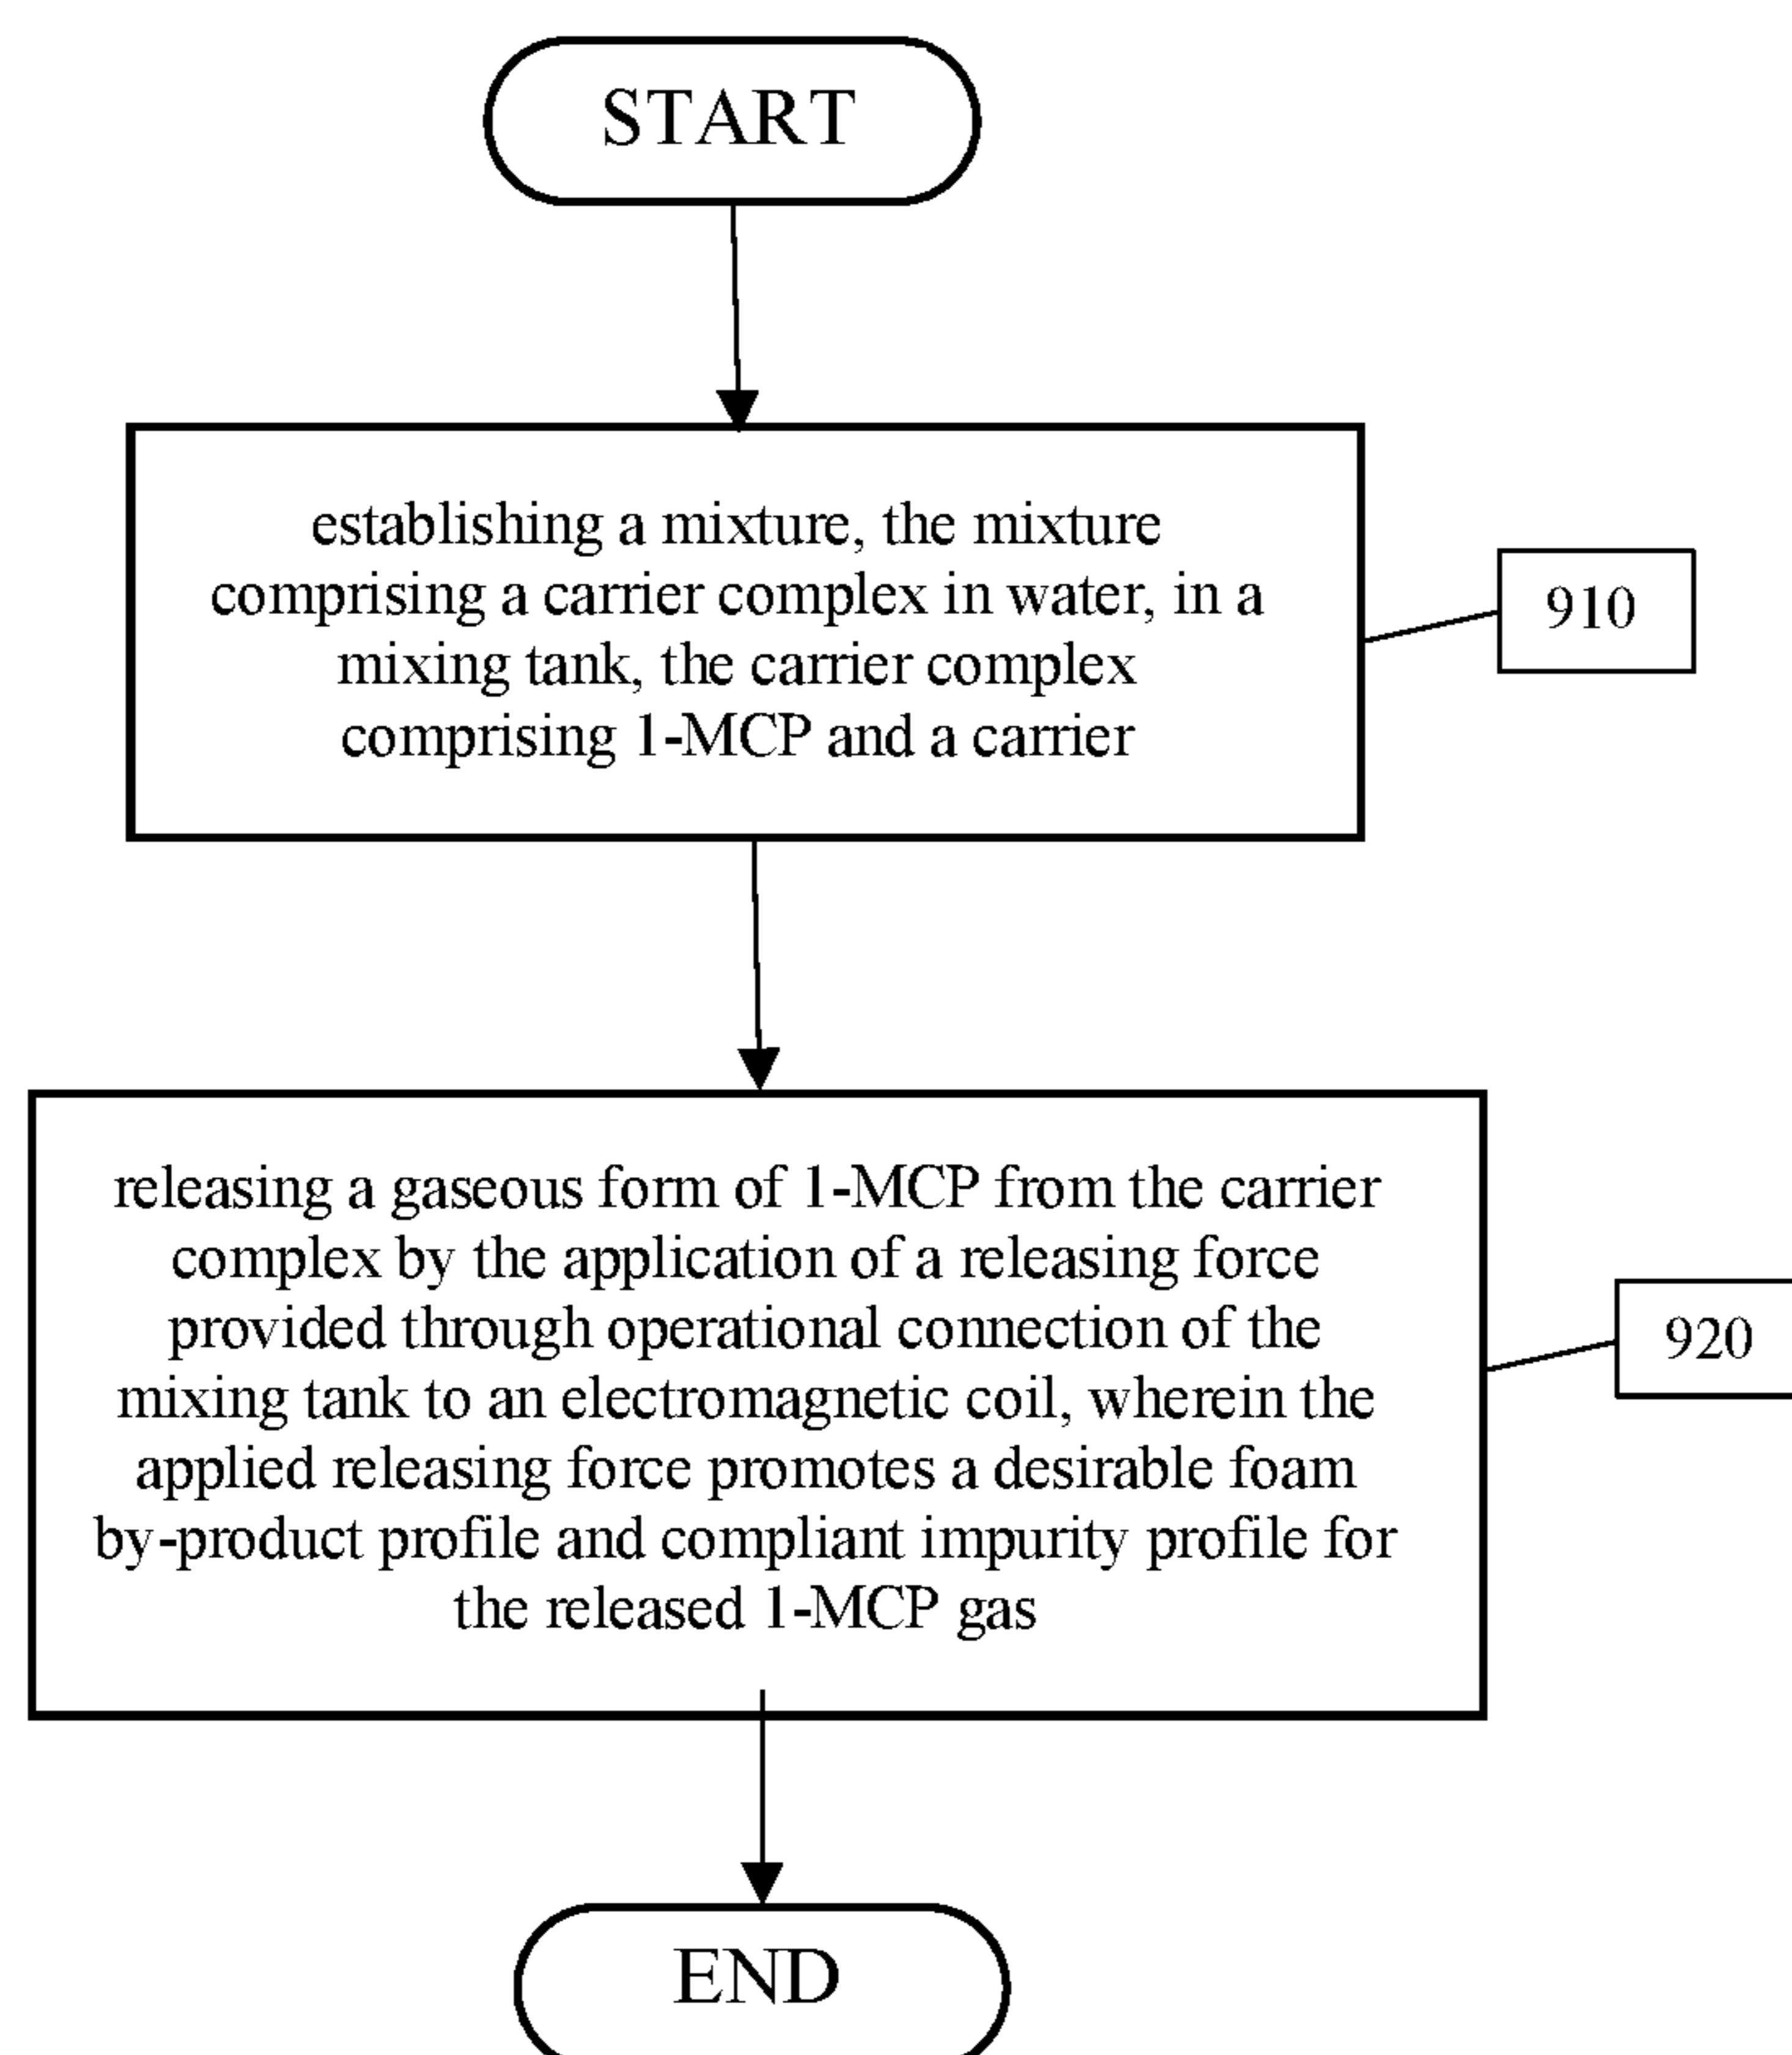 START
establishing a mixture, the mixture
comprising a carrier complex in water, in a
mixing tank, the carrier complex
comprising 1-MCP and a carrier
910
releasing a gaseous form of 1-MCP from the carrier
complex by the application of a releasing force
provided through operational connection of the
mixing tank to an electromagnetic coil, wherein the
applied releasing force promotes a desirable foam
by-product profile and compliant impurity profile for
the released 1-MCP gas
920
END